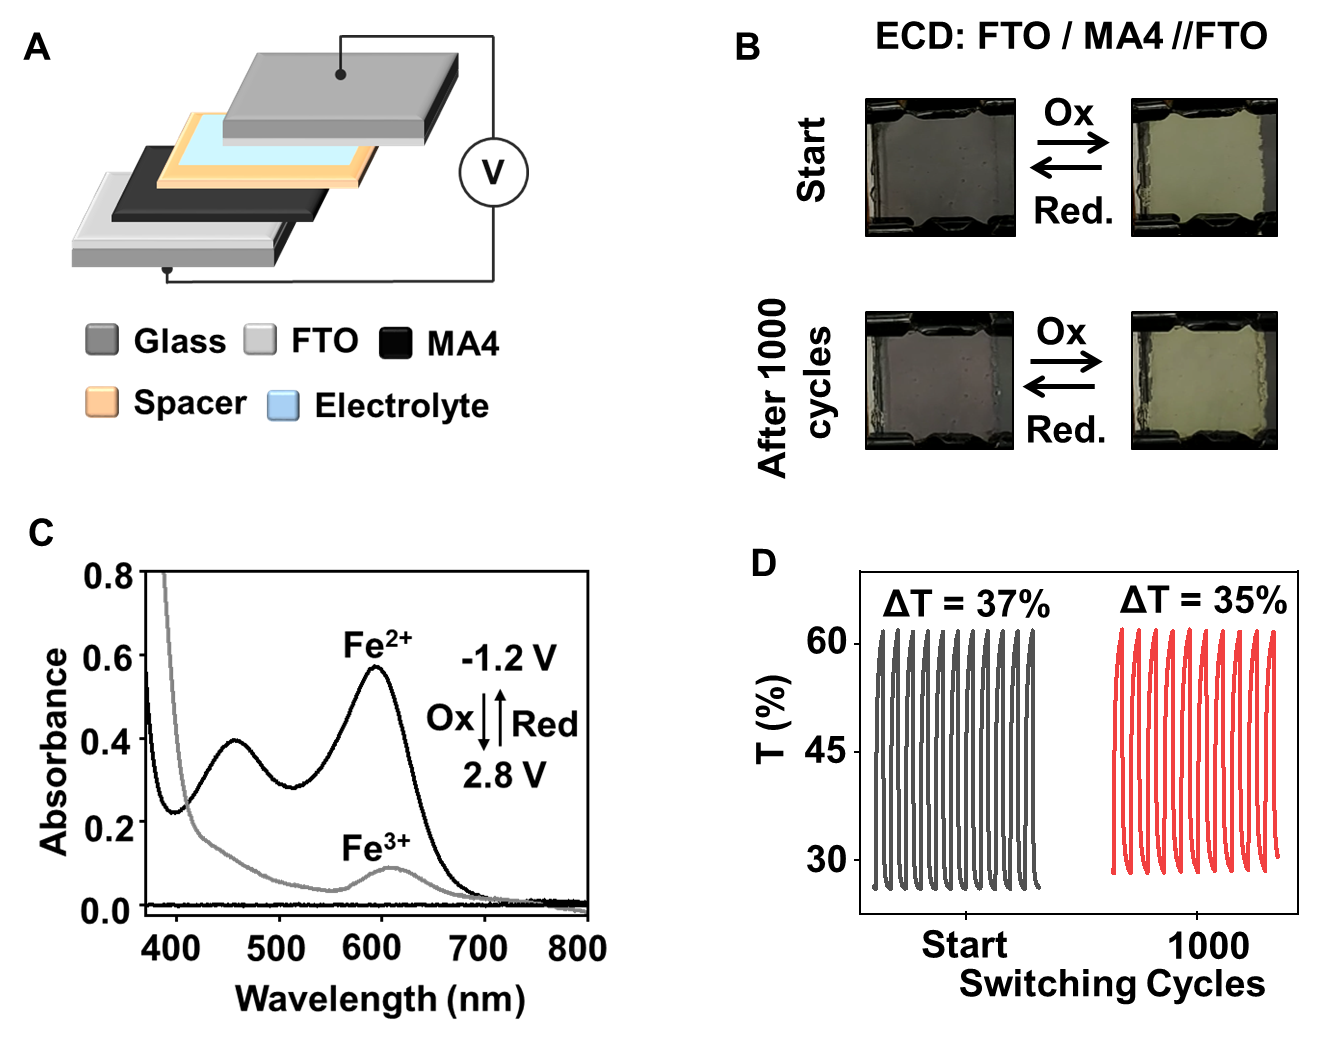 A
V
Glass FTO MA4
Spacer Electrolyte
B
ECD: FTO / MA4 //FTO
Start
Ox
Red.
After 1000
cycles
Ox
Red.
C
0.8
0.6
0.4
0.2
0.0
Absorbance
Fe²⁺
-1.2 V
Ox Red
2.8 V
Fe³⁺
400 500 600 700 800
Wavelength (nm)
D
ΔT = 37% ΔT = 35%
60
45
30
T (%)
Start 1000
Switching Cycles